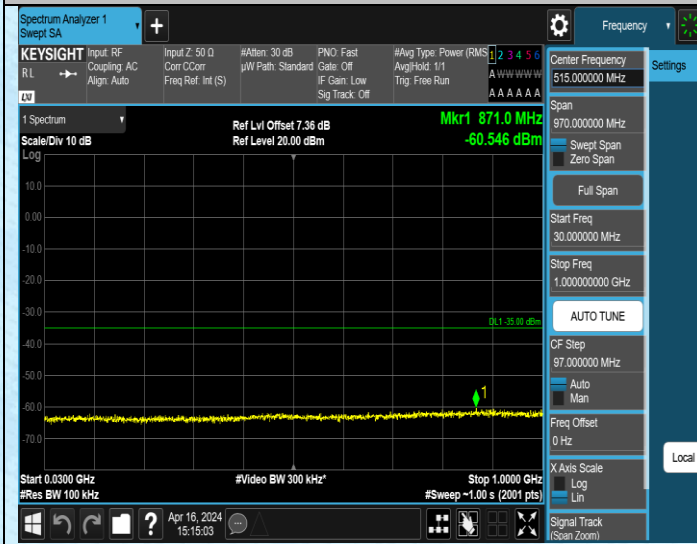 Spectrum Analyzer 1
Swept SA
+
Frequency
KEYSIGHT
RL
LXI
Input: RF
Coupling: AC
Align: Auto
Input Z: 50 Ω
Corr CCorr
Freq Ref: Int (S)
#Atten: 30 dB
µW Path: Standard
PNO: Fast
Gate: Off
IF Gain: Low
Sig Track: Off
#Avg Type: Power (RMS
Avg|Hold: 1/1
Trig: Free Run
1 2 3 4 5 6
A W W W W W
A A A A A A
1 Spectrum
Scale/Div 10 dB
Log
Ref Lvl Offset 7.36 dB
Ref Level 20.00 dBm
Mkr1 871.0 MHz
-60.546 dBm
10.0
0.00
-10.0
-20.0
-30.0
DL1 -35.00 dBm
-40.0
-50.0
1
-60.0
-70.0
Start 0.0300 GHz
#Res BW 100 kHz
#Video BW 300 kHz*
Stop 1.0000 GHz
#Sweep ~1.00 s (2001 pts)
Apr 16, 2024
15:15:03
Center Frequency
515.000000 MHz
Span
970.000000 MHz
Swept Span
Zero Span
Full Span
Start Freq
30.000000 MHz
Stop Freq
1.000000000 GHz
AUTO TUNE
CF Step
97.000000 MHz
Auto
Man
Freq Offset
0 Hz
X Axis Scale
Log
Lin
Signal Track
(Span Zoom)
Settings
Local